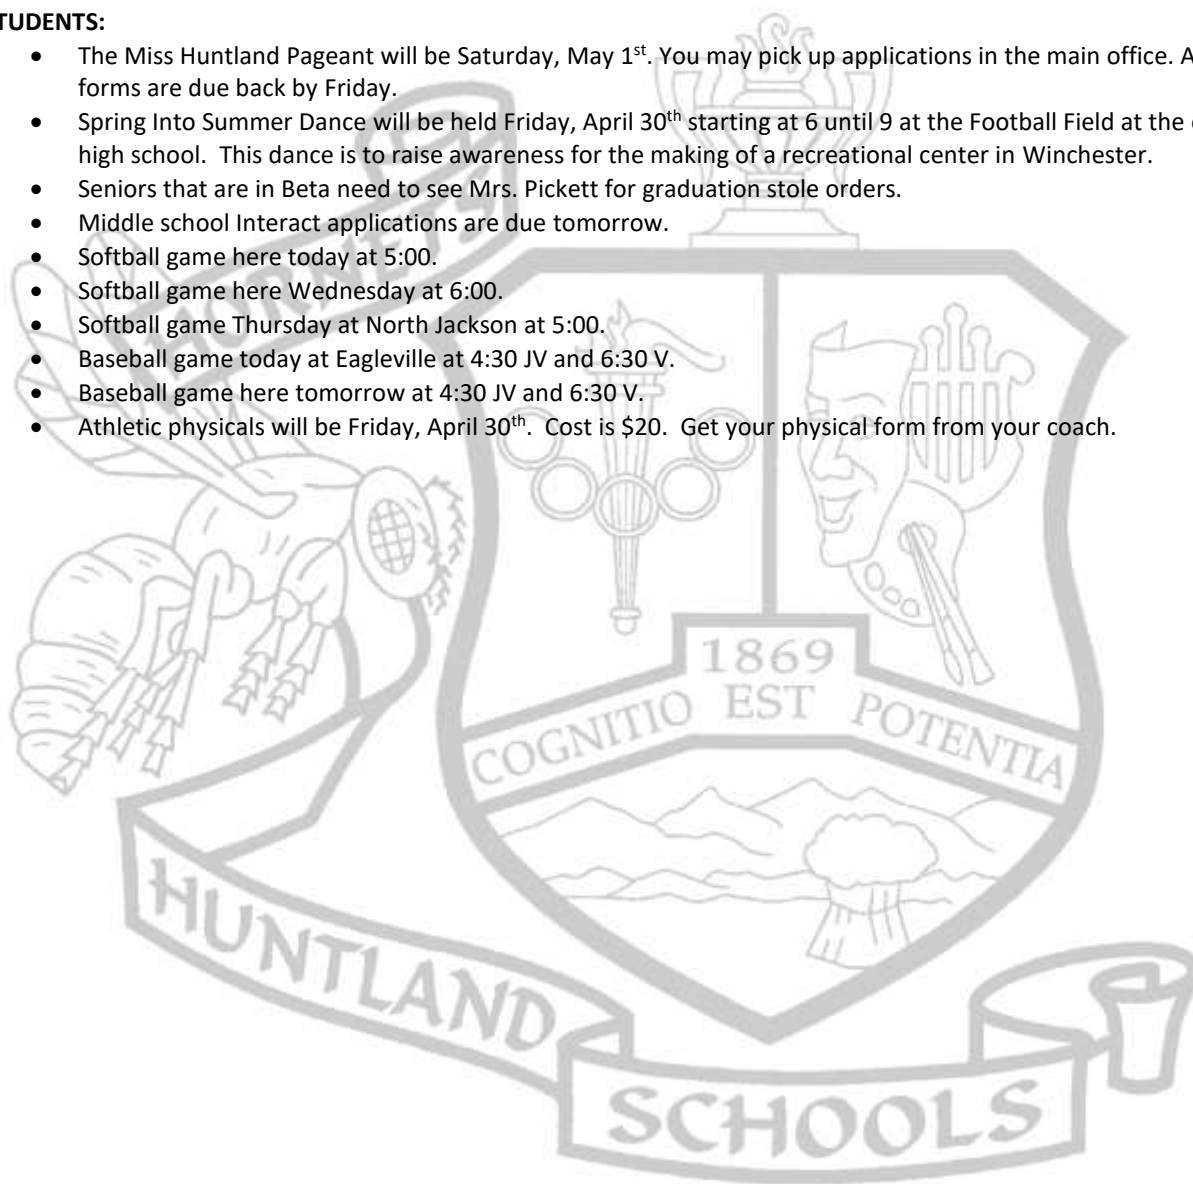 TUDENTS:
• The Miss Huntland Pageant will be Saturday, May 1st. You may pick up applications in the main office. A
forms are due back by Friday.
• Spring Into Summer Dance will be held Friday, April 30th starting at 6 until 9 at the Football Field at the
high school. This dance is to raise awareness for the making of a recreational center in Winchester.
• Seniors that are in Beta need to see Mrs. Pickett for graduation stole orders.
• Middle school Interact applications are due tomorrow.
• Softball game here today at 5:00.
• Softball game here Wednesday at 6:00.
• Softball game Thursday at North Jackson at 5:00.
• Baseball game today at Eagleville at 4:30 JV and 6:30 V.
• Baseball game here tomorrow at 4:30 JV and 6:30 V.
• Athletic physicals will be Friday, April 30th. Cost is $20. Get your physical form from your coach.
HORNETS
1869
COGNITIO EST POTENTIA
HUNTLAND
SCHOOLS